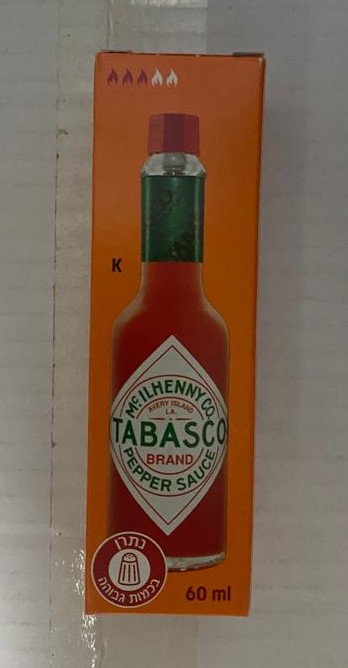 K
McILHENNY CO.
AVERY ISLAND
LA.
TABASCO
BRAND
PEPPER SAUCE
נתרן
בכמות גבוהה
60 ml